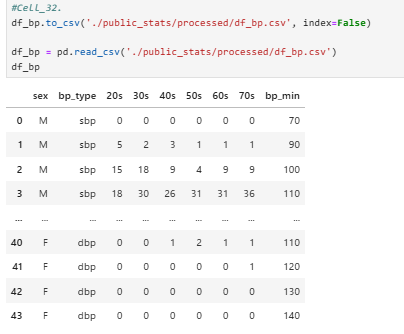 #Cell_32.
df_bp.to_csv('./public_stats/processed/df_bp.csv', index=False)
df_bp = pd.read_csv('./public_stats/processed/df_bp.csv')
df_bp
sex bp_type 20s 30s 40s 50s 60s 70s bp_min
0 M sbp 0 0 0 0 0 0 70
1 M sbp 5 2 3 1 1 1 90
2 M sbp 15 18 9 4 9 9 100
3 M sbp 18 30 26 31 31 36 110
... ... ... ... ... ... ... ... ... ...
40 F dbp 0 0 1 2 1 1 110
41 F dbp 0 0 0 0 0 1 120
42 F dbp 0 0 0 0 0 0 130
43 F dbp 0 0 0 0 0 0 140